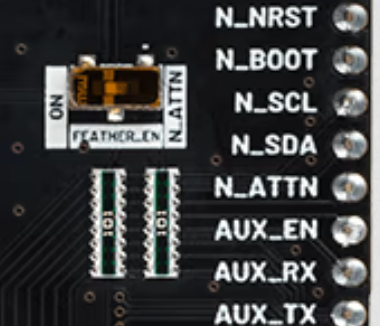 N_NRST
N_BOOT
N_SCL
N_SDA
N_ATTN
AUX_EN
AUX_RX
AUX_TX
ON
FEATHER_EN
N_ATTN
101
101